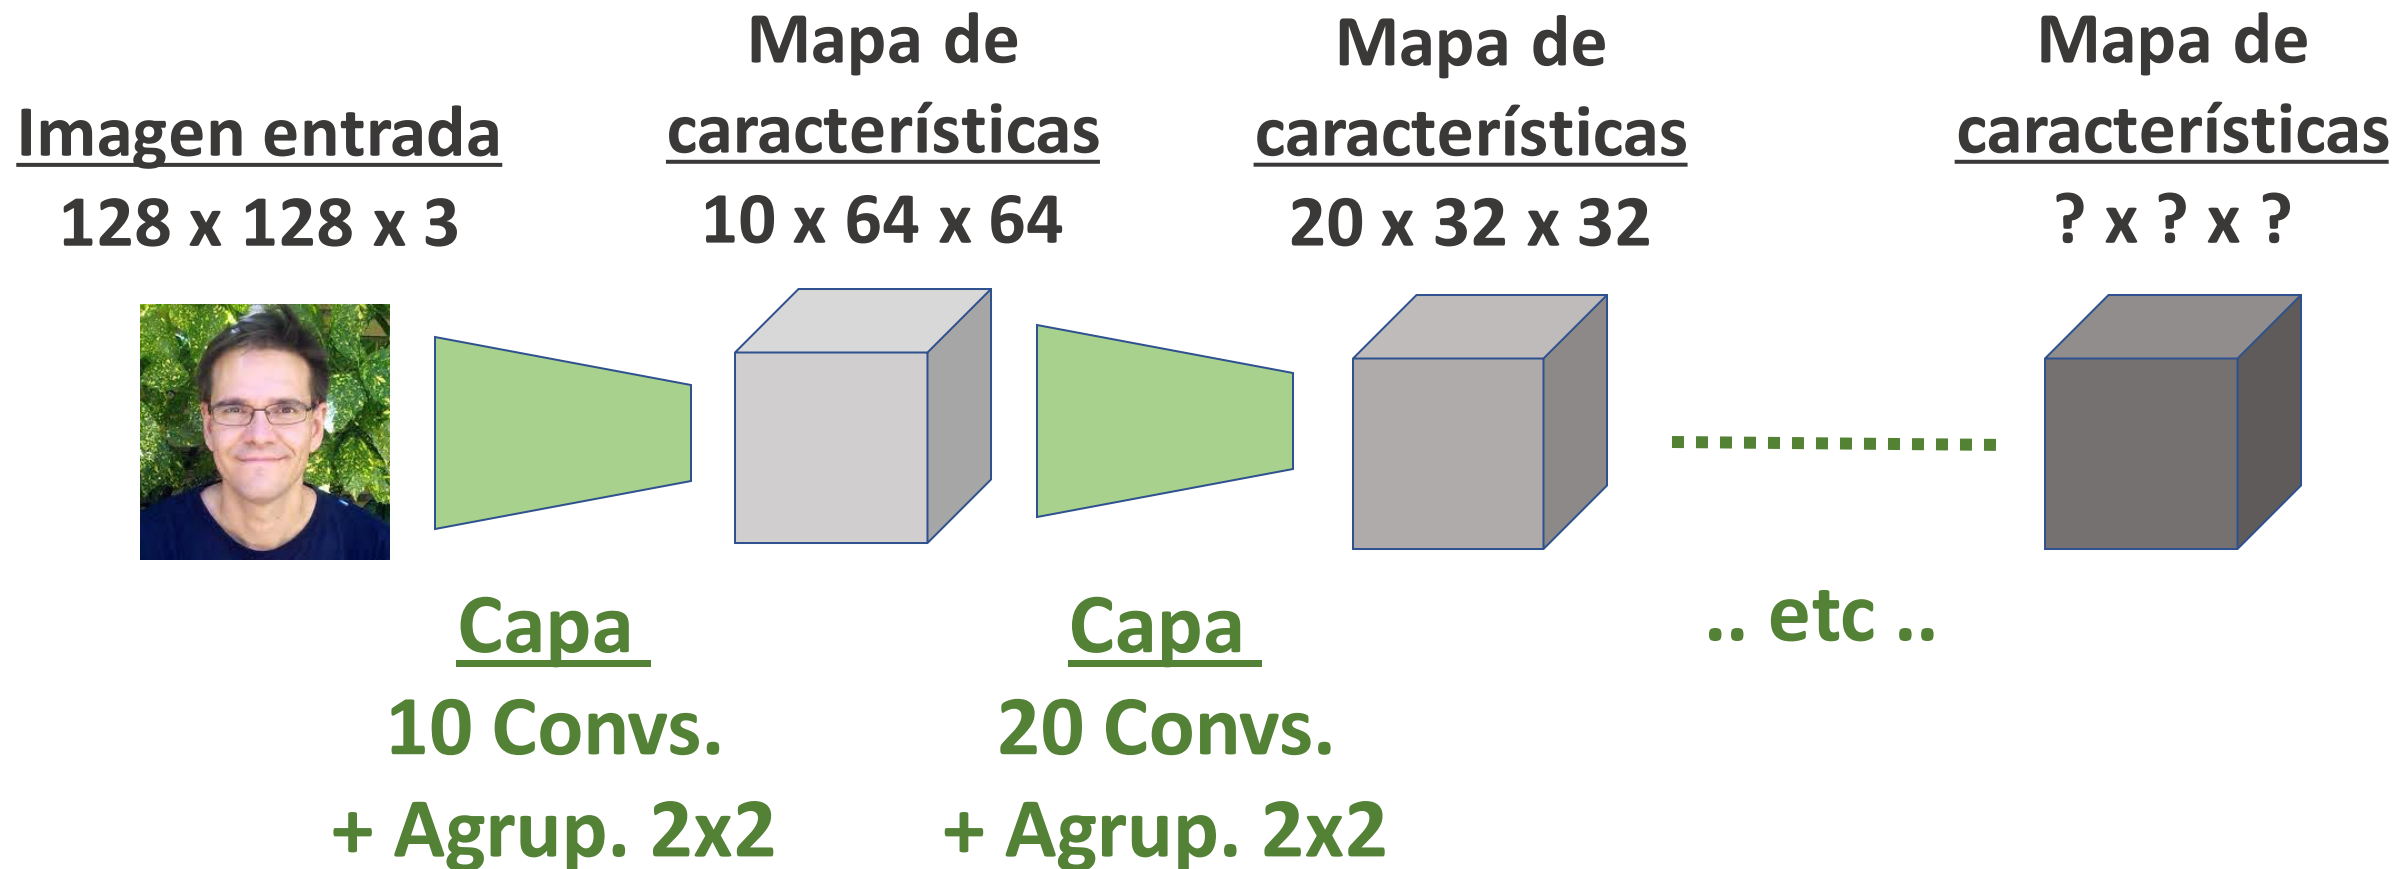 Imagen entrada
128 x 128 x 3
Mapa de
características
10 x 64 x 64
Mapa de
características
20 x 32 x 32
Mapa de
características
? x ? x ?
Capa
10 Convs.
+ Agrup. 2x2
Capa
20 Convs.
+ Agrup. 2x2
.. etc ..